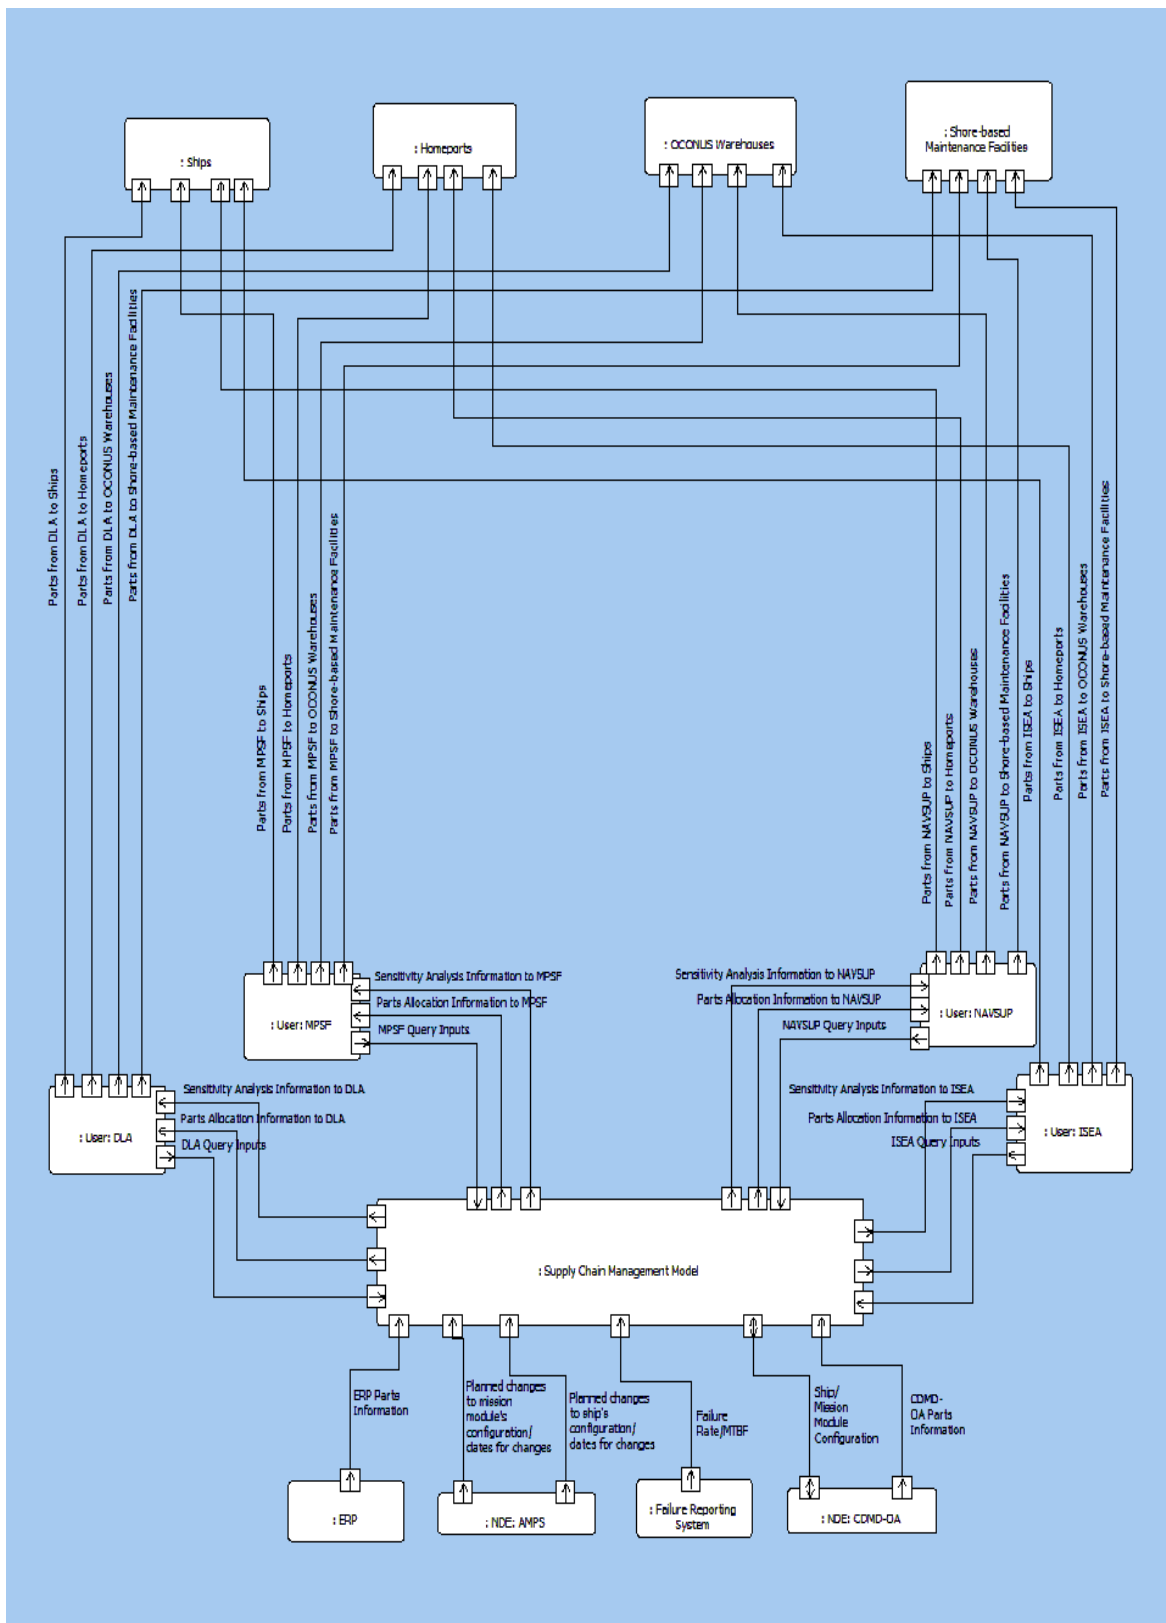 : Ships
: Homeports
: OCONUS Warehouses
: Shore-based
Maintenance Facilities
Parts from DLA to Ships
Parts from DLA to Homeports
Parts from DLA to OCONUS Warehouses
Parts from DLA to Shore-based Maintenance Facilities
Parts from MPSF to Ships
Parts from MPSF to Homeports
Parts from MPSF to OCONUS Warehouses
Parts from MPSF to Shore-based Maintenance Facilities
Parts from NAVSUP to Ships
Parts from NAVSUP to Homeports
Parts from NAVSUP to OCONUS Warehouses
Parts from NAVSUP to Shore-based Maintenance Facilities
Parts from ISEA to Ships
Parts from ISEA to Homeports
Parts from ISEA to OCONUS Warehouses
Parts from ISEA to Shore-based Maintenance Facilities
: User: MPSF
Sensitivity Analysis Information to MPSF
Parts Allocation Information to MPSF
MPSF Query Inputs
Sensitivity Analysis Information to NAVSUP
Parts Allocation Information to NAVSUP
NAVSUP Query Inputs
: User: NAVSUP
: User: DLA
Sensitivity Analysis Information to DLA
Parts Allocation Information to DLA
DLA Query Inputs
Sensitivity Analysis Information to ISEA
Parts Allocation Information to ISEA
ISEA Query Inputs
: User: ISEA
: Supply Chain Management Model
ERP Parts
Information
Planned changes
to mission
module's
configuration/
dates for changes
Planned changes
to ship's
configuration/
dates for changes
Failure
Rate/MTBF
Ship/
Mission
Module
Configuration
CDMD-
OA Parts
Information
: ERP
: NDE: AMPS
: Failure Reporting
System
: NDE: CDMD-OA